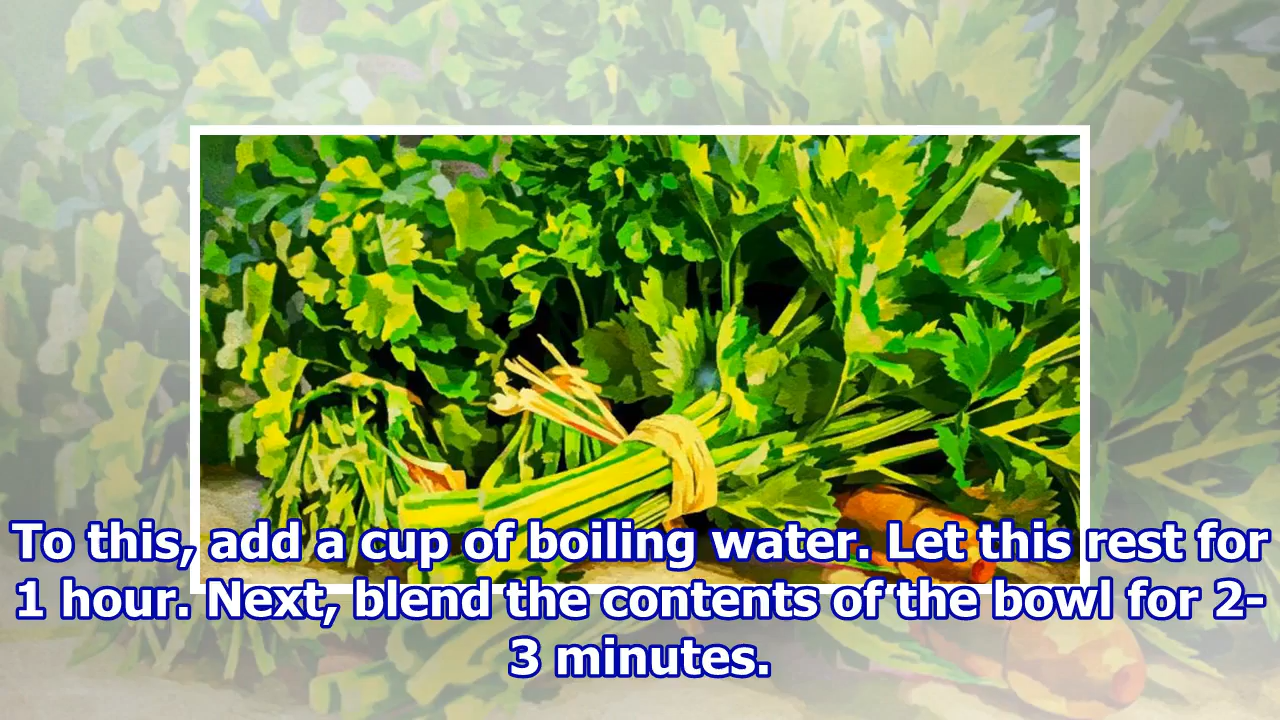 To this, add a cup of boiling water. Let this rest for
1 hour. Next, blend the contents of the bowl for 2-
3 minutes.